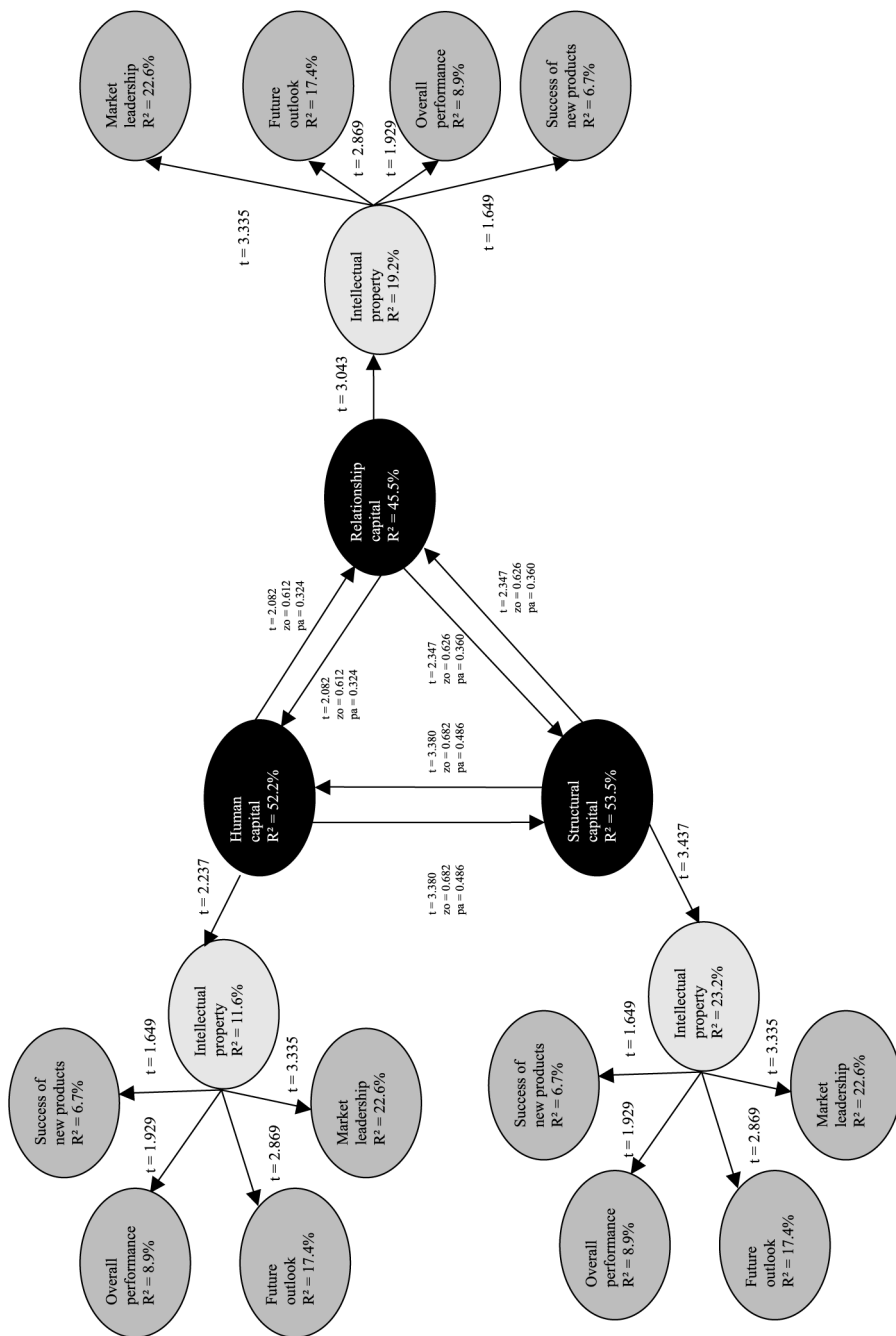 Overall
performance
R² = 8.9%
Success of
new products
R² = 6.7%
t = 1.929
t = 1.649
Future
outlook
R² = 17.4%
t = 2.869
Intellectual
property
R² = 11.6%
t = 3.335
Market
leadership
R² = 22.6%
t = 2.237
Human
capital
R² = 52.2%
t = 2.082
zo = 0.612
pa = 0.324
t = 2.082
zo = 0.612
pa = 0.324
Relationship
capital
R² = 45.5%
t = 3.043
Intellectual
property
R² = 19.2%
t = 3.335
t = 2.869
t = 1.929
t = 1.649
Market
leadership
R² = 22.6%
Future
outlook
R² = 17.4%
Overall
performance
R² = 8.9%
Success of
new products
R² = 6.7%
t = 3.380
zo = 0.682
pa = 0.486
t = 3.380
zo = 0.682
pa = 0.486
t = 2.347
zo = 0.626
pa = 0.360
t = 2.347
zo = 0.626
pa = 0.360
Structural
capital
R² = 53.5%
t = 3.437
Success of
new products
R² = 6.7%
t = 1.649
Overall
performance
R² = 8.9%
t = 1.929
Intellectual
property
R² = 23.2%
t = 2.869
t = 3.335
Future
outlook
R² = 17.4%
Market
leadership
R² = 22.6%